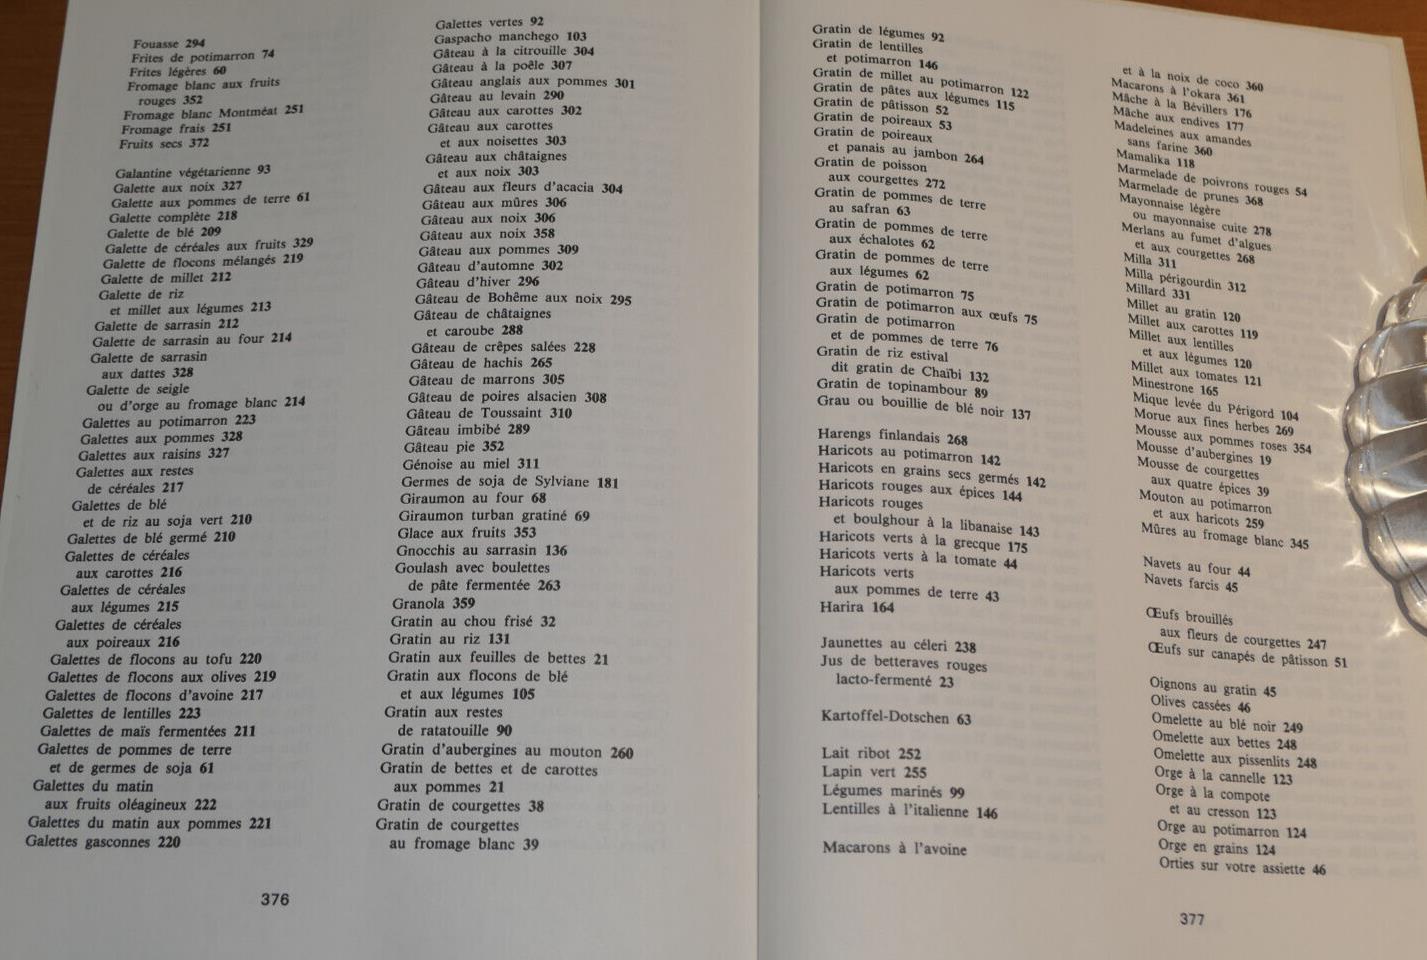 Fouasse 294
Frites de potimarron 74
Frites légères 60
Fromage blanc aux fruits
rouges 352
Fromage blanc Montméat 251
Fromage frais 251
Fruits secs 372
Galantine végétarienne 93
Galette aux noix 327
Galette aux pommes de terre 61
Galette complète 218
Galette de blé 209
Galette de céréales aux fruits 329
Galette de flocons mélangés 219
Galette de millet 212
Galette de riz
et millet aux légumes 213
Galette de sarrasin 212
Galette de sarrasin au four 214
Galette de sarrasin
aux dattes 328
Galette de seigle
ou d'orge au fromage blanc 214
Galettes au potimarron 223
Galettes aux pommes 328
Galettes aux raisins 327
Galettes aux restes
de céréales 217
Galettes de blé
et de riz au soja vert 210
Galettes de blé germé 210
Galettes de céréales
aux carottes 216
Galettes de céréales
aux légumes 215
Galettes de céréales
aux poireaux 216
Galettes de flocons au tofu 220
Galettes de flocons aux olives 219
Galettes de flocons d'avoine 217
Galettes de lentilles 223
Galettes de maïs fermentées 211
Galettes de pommes de terre
et de germes de soja 61
Galettes du matin
aux fruits oléagineux 222
Galettes du matin aux pommes 221
Galettes gasconnes 220
376
Galettes vertes 92
Gaspacho manchego 103
Gâteau à la citrouille 304
Gâteau à la poêle 307
Gâteau anglais aux pommes 301
Gâteau au levain 290
Gâteau aux carottes 302
Gâteau aux carottes
et aux noisettes 303
Gâteau aux châtaignes
et aux noix 303
Gâteau aux fleurs d'acacia 304
Gâteau aux mûres 306
Gâteau aux noix 306
Gâteau aux noix 358
Gâteau aux pommes 309
Gâteau d'automne 302
Gâteau d'hiver 296
Gâteau de Bohême aux noix 295
Gâteau de châtaignes
et caroube 288
Gâteau de crêpes salées 228
Gâteau de hachis 265
Gâteau de marrons 305
Gâteau de poires alsacien 308
Gâteau de Toussaint 310
Gâteau imbibé 289
Gâteau pie 352
Génoise au miel 311
Germes de soja de Sylviane 181
Giraumon au four 68
Giraumon turban gratiné 69
Glace aux fruits 353
Gnocchis au sarrasin 136
Goulash avec boulettes
de pâte fermentée 263
Granola 359
Gratin au chou frisé 32
Gratin au riz 131
Gratin aux feuilles de bettes 21
Gratin aux flocons de blé
et aux légumes 105
Gratin aux restes
de ratatouille 90
Gratin d'aubergines au mouton 260
Gratin de bettes et de carottes
aux pommes 21
Gratin de courgettes 38
Gratin de courgettes
au fromage blanc 39
Gratin de légumes 92
Gratin de lentilles
et potimarron 146
Gratin de millet au potimarron 122
Gratin de pâtes aux légumes 115
Gratin de pâtisson 52
Gratin de poireaux 53
Gratin de poireaux
et panais au jambon 264
Gratin de poisson
aux courgettes 272
Gratin de pommes de terre
au safran 63
Gratin de pommes de terre
aux échalotes 62
Gratin de pommes de terre
aux légumes 62
Gratin de potimarron 75
Gratin de potimarron aux œufs 75
Gratin de potimarron
et de pommes de terre 76
Gratin de riz estival
dit gratin de Chaïbi 132
Gratin de topinambour 89
Grau ou bouillie de blé noir 137
Harengs finlandais 268
Haricots au potimarron 142
Haricots en grains secs germés 142
Haricots rouges aux épices 144
Haricots rouges
et boulghour à la libanaise 143
Haricots verts à la grecque 175
Haricots verts à la tomate 44
Haricots verts
aux pommes de terre 43
Harira 164
Jaunettes au céleri 238
Jus de betteraves rouges
lacto-fermenté 23
Kartoffel-Dotschen 63
Lait ribot 252
Lapin vert 255
Légumes marinés 99
Lentilles à l'italienne 146
Macarons à l'avoine
et à la noix de coco 360
Macarons à l'okara 361
Mâche à la Bévillers 176
Mâche aux endives 177
Madeleines aux amandes
sans farine 360
Mamalika 118
Marmelade de poivrons rouges 54
Marmelade de prunes 368
Mayonnaise légère
ou mayonnaise cuite 278
Merlans au fumet d'algues
et aux courgettes 268
Milla 311
Milla périgourdin 312
Millard 331
Millet au gratin 120
Millet aux carottes 119
Millet aux lentilles
et aux légumes 120
Millet aux tomates 121
Minestrone 165
Mique levée du Périgord 104
Morue aux fines herbes 269
Mousse aux pommes roses 354
Mousse d'aubergines 19
Mousse de courgettes
aux quatre épices 39
Mouton au potimarron
et aux haricots 259
Mûres au fromage blanc 345
Navets au four 44
Navets farcis 45
Œufs brouillés
aux fleurs de courgettes 247
Œufs sur canapés de pâtisson 51
Oignons au gratin 45
Olives cassées 46
Omelette au blé noir 249
Omelette aux bettes 248
Omelette aux pissenlits 248
Orge à la cannelle 123
Orge à la compote
et au cresson 123
Orge au potimarron 124
Orge en grains 124
Orties sur votre assiette 46
377